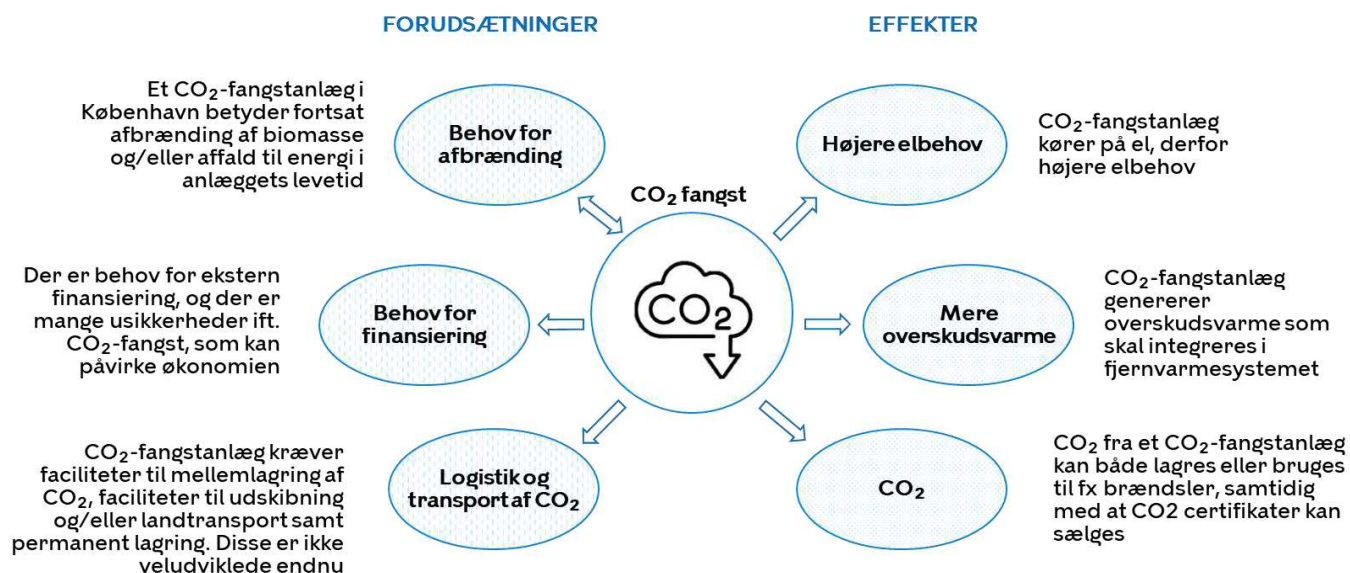 FORUDSÆTNINGER
EFFEKTER
Et CO₂-fangstanlæg i
København betyder fortsat
afbrænding af biomasse
og/eller affald til energi i
anlæggets levetid
Behov for
afbrænding
Højere elbehov
CO₂-fangstanlæg
kører på el, derfor
højere elbehov
CO₂ fangst
CO₂
Der er behov for ekstern
finansiering, og der er
mange usikkerheder ift.
CO₂-fangst, som kan
påvirke økonomien
Behov for
finansiering
Mere
overskudsvarme
CO₂-fangstanlæg
genererer
overskudsvarme som
skal integreres i
fjernvarmesystemet
CO₂-fangstanlæg kræver
faciliteter til mellemlagring af
CO₂, faciliteter til udskibning
og/eller landtransport samt
permanent lagring. Disse er ikke
veludviklede endnu
Logistik og
transport af CO₂
CO₂
CO₂ fra et CO₂-fangstanlæg
kan både lagres eller bruges
til fx brændsler, samtidig
med at CO2 certifikater kan
sælges